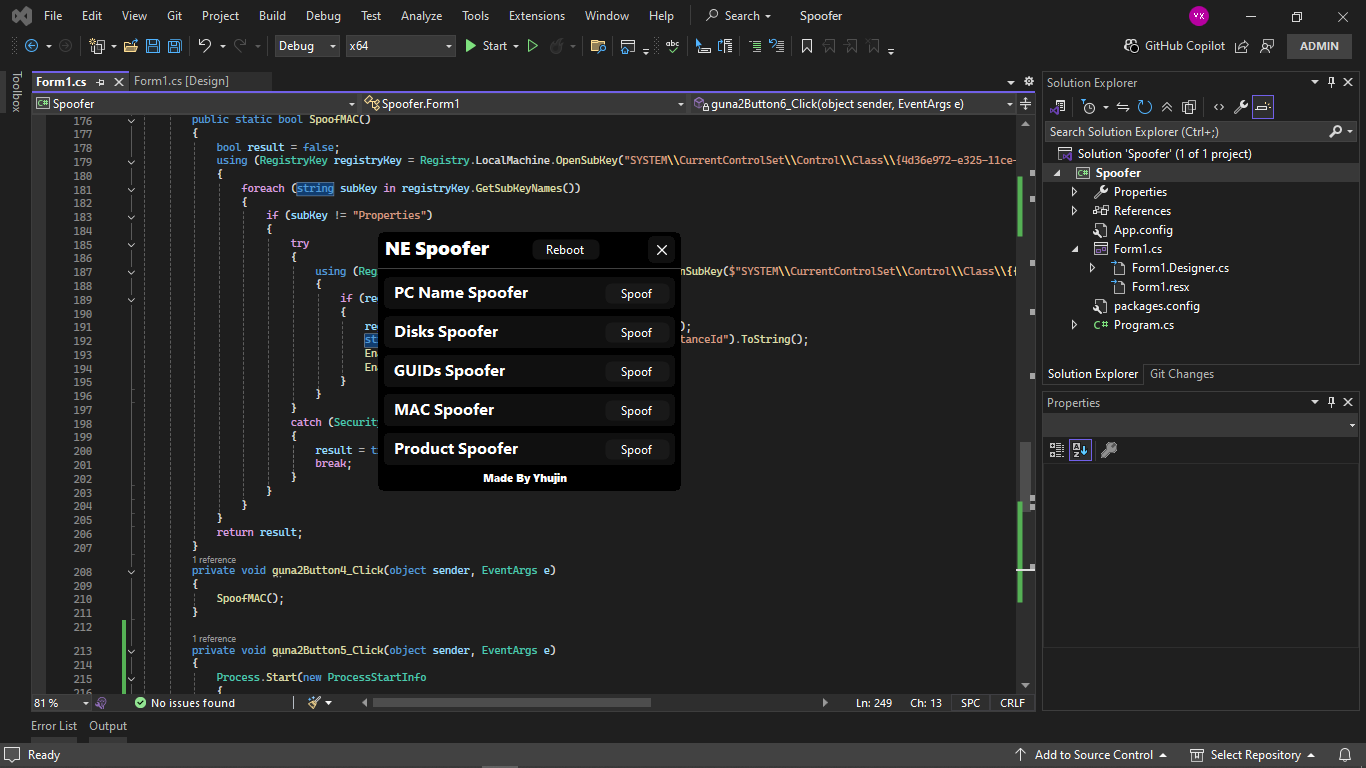 File Edit View Git Project Build Debug Test Analyze Tools Extensions Window Help Search Spoofer VX
Debug x64 Start GitHub Copilot ADMIN
Toolbox
Form1.cs Form1.cs [Design]
Spoofer Spoofer.Form1 guna2Button6_Click(object sender, EventArgs e)
176 public static bool SpoofMAC()
177 {
178 bool result = false;
179 using (RegistryKey registryKey = Registry.LocalMachine.OpenSubKey("SYSTEM\\CurrentControlSet\\Control\\Class\\{4d36e972-e325-11ce-
180 {
181 foreach (string subKey in registryKey.GetSubKeyNames())
182 {
183 if (subKey != "Properties")
184 {
185 try
186 {
187 using (Reg nSubKey($"SYSTEM\\CurrentControlSet\\Control\\Class\\{{
188 {
189 if (re
190 {
191 re );
192 st tanceId").ToString();
193 En
194 En
195 }
196 }
197 }
198 catch (Securit
199 {
200 result = t
201 break;
202 }
203 }
204 }
205 }
206 return result;
207 }
1 reference
208 private void guna2Button4_Click(object sender, EventArgs e)
209 {
210 SpoofMAC();
211 }
212
1 reference
213 private void guna2Button5_Click(object sender, EventArgs e)
214 {
215 Process.Start(new ProcessStartInfo
216 {
NE Spoofer Reboot
PC Name Spoofer Spoof
Disks Spoofer Spoof
GUIDs Spoofer Spoof
MAC Spoofer Spoof
Product Spoofer Spoof
Made By Yhujin
81 % No issues found Ln: 249 Ch: 13 SPC CRLF
Error List Output
Solution Explorer
Search Solution Explorer (Ctrl+;)
Solution 'Spoofer' (1 of 1 project)
Spoofer
Properties
References
App.config
Form1.cs
Form1.Designer.cs
Form1.resx
packages.config
Program.cs
Solution Explorer Git Changes
Properties
Ready Add to Source Control Select Repository